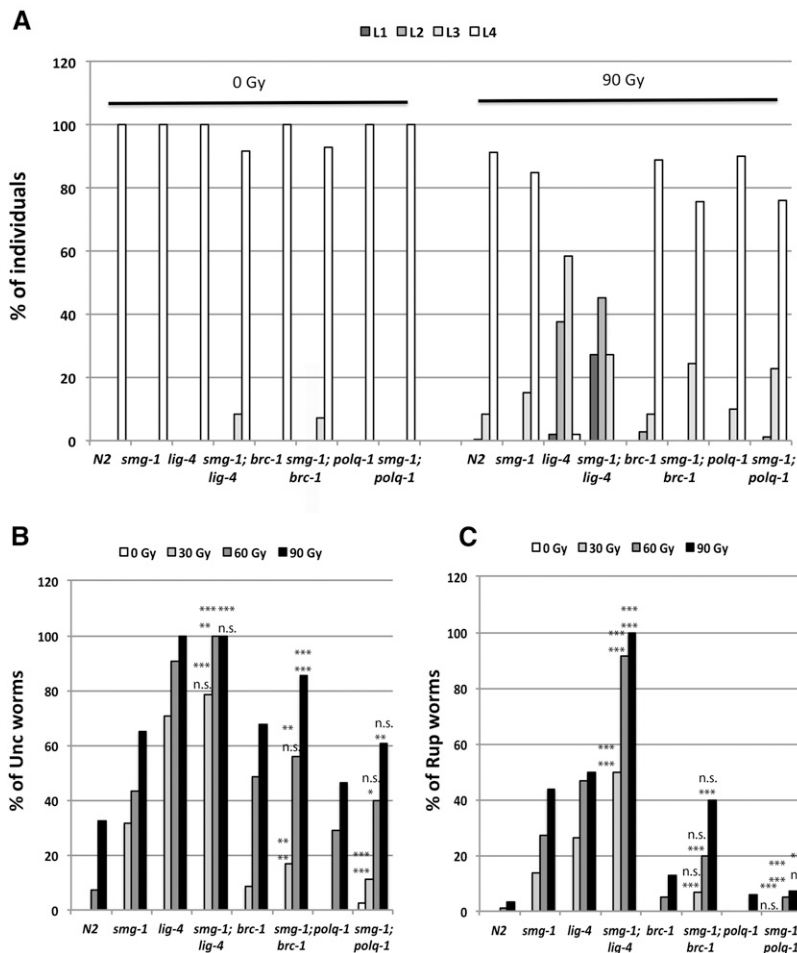 A
L1 L2 L3 L4
120
0 Gy
90 Gy
100
80
60
40
20
0
% of individuals
N2 smg-1 lig-4 smg-1; brc-1 smg-1; polq-1 smg-1;
lig-4 brc-1 polq-1
N2 smg-1 lig-4 smg-1; brc-1 smg-1; polq-1 smg-1;
lig-4 brc-1 polq-1
B
0 Gy 30 Gy 60 Gy 90 Gy
120
100
80
60
40
20
0
% of Unc worms
*** ***
** n.s.
***
n.s.
***
***
**
n.s.
**
**
n.s.
**
n.s.
*
***
***
N2 smg-1 lig-4 smg-1; brc-1 smg-1; polq-1 smg-1;
lig-4 brc-1 polq-1
C
0 Gy 30 Gy 60 Gy 90 Gy
120
100
80
60
40
20
0
% of Rup worms
***
***
***
***
***
***
n.s.
***
n.s.
***
n.s.
***
***
***
***
n.s.
N2 smg-1 lig-4 smg-1; brc-1 smg-1; polq-1
lig-4 brc-1 polq-1